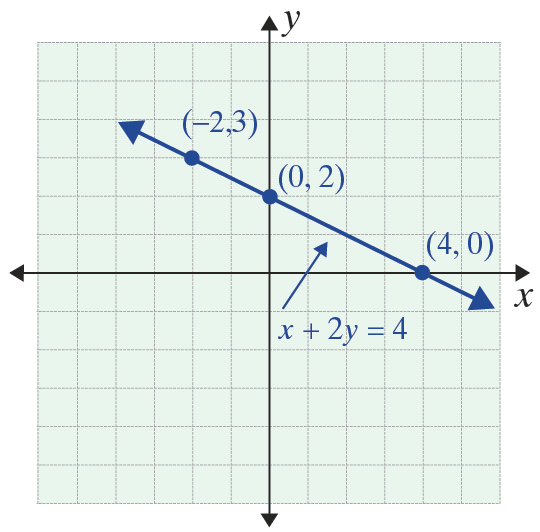 y
(−2,3)
(0, 2)
(4, 0)
x
x + 2y = 4